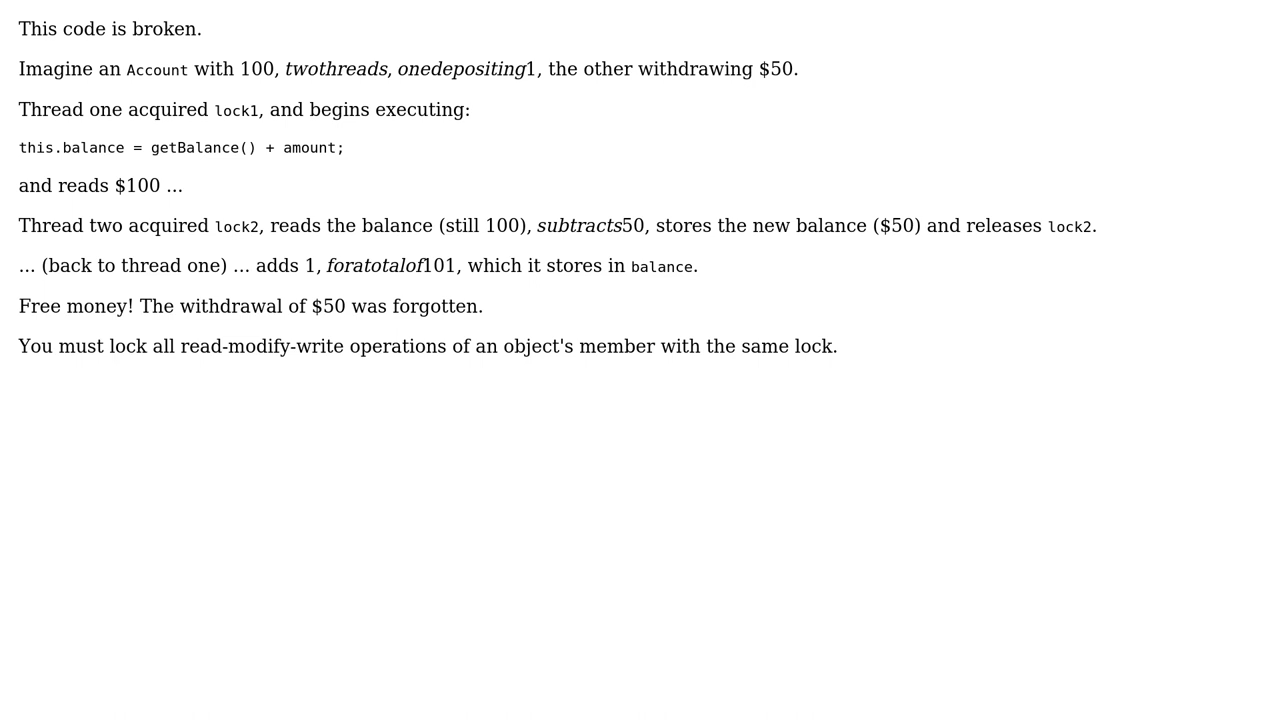 This code is broken.
Imagine an Account with 100, twothreads, onedepositing1, the other withdrawing $50.
Thread one acquired lock1, and begins executing:
this.balance = getBalance() + amount;
and reads $100 ...
Thread two acquired lock2, reads the balance (still 100), subtracts50, stores the new balance ($50) and releases lock2.
... (back to thread one) ... adds 1, foratotalof101, which it stores in balance.
Free money! The withdrawal of $50 was forgotten.
You must lock all read-modify-write operations of an object's member with the same lock.